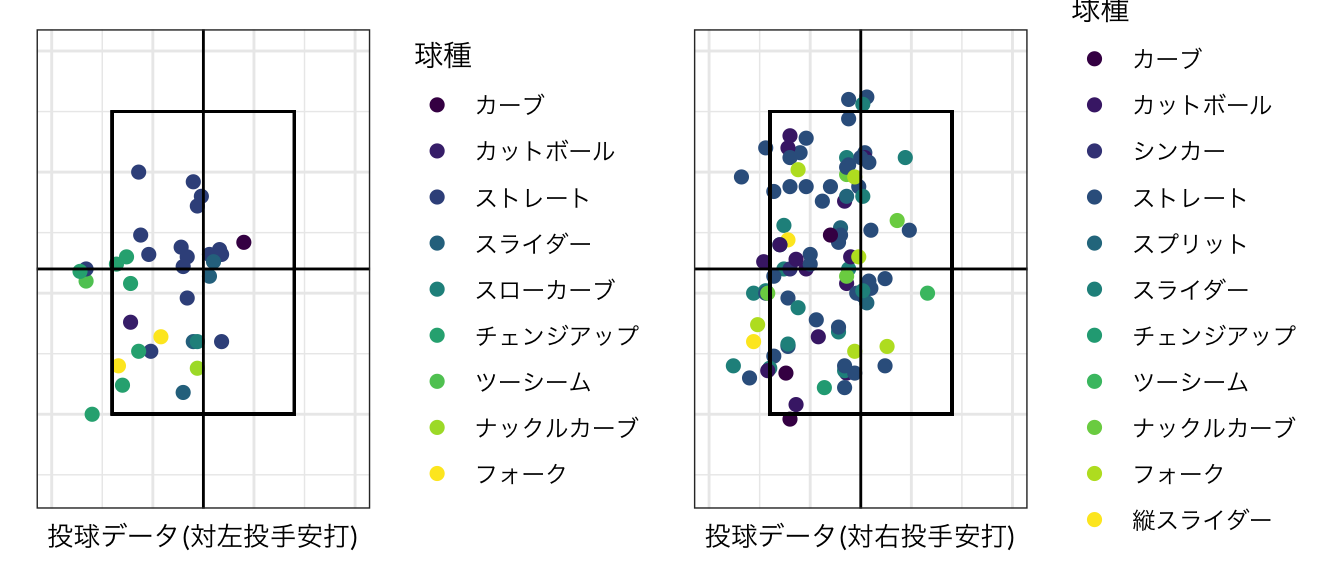 球種
カーブ
カットボール
ストレート
スライダー
スローカーブ
チェンジアップ
ツーシーム
ナックルカーブ
フォーク
投球データ(対左投手安打)
球種
カーブ
カットボール
シンカー
ストレート
スプリット
スライダー
チェンジアップ
ツーシーム
ナックルカーブ
フォーク
縦スライダー
投球データ(対右投手安打)